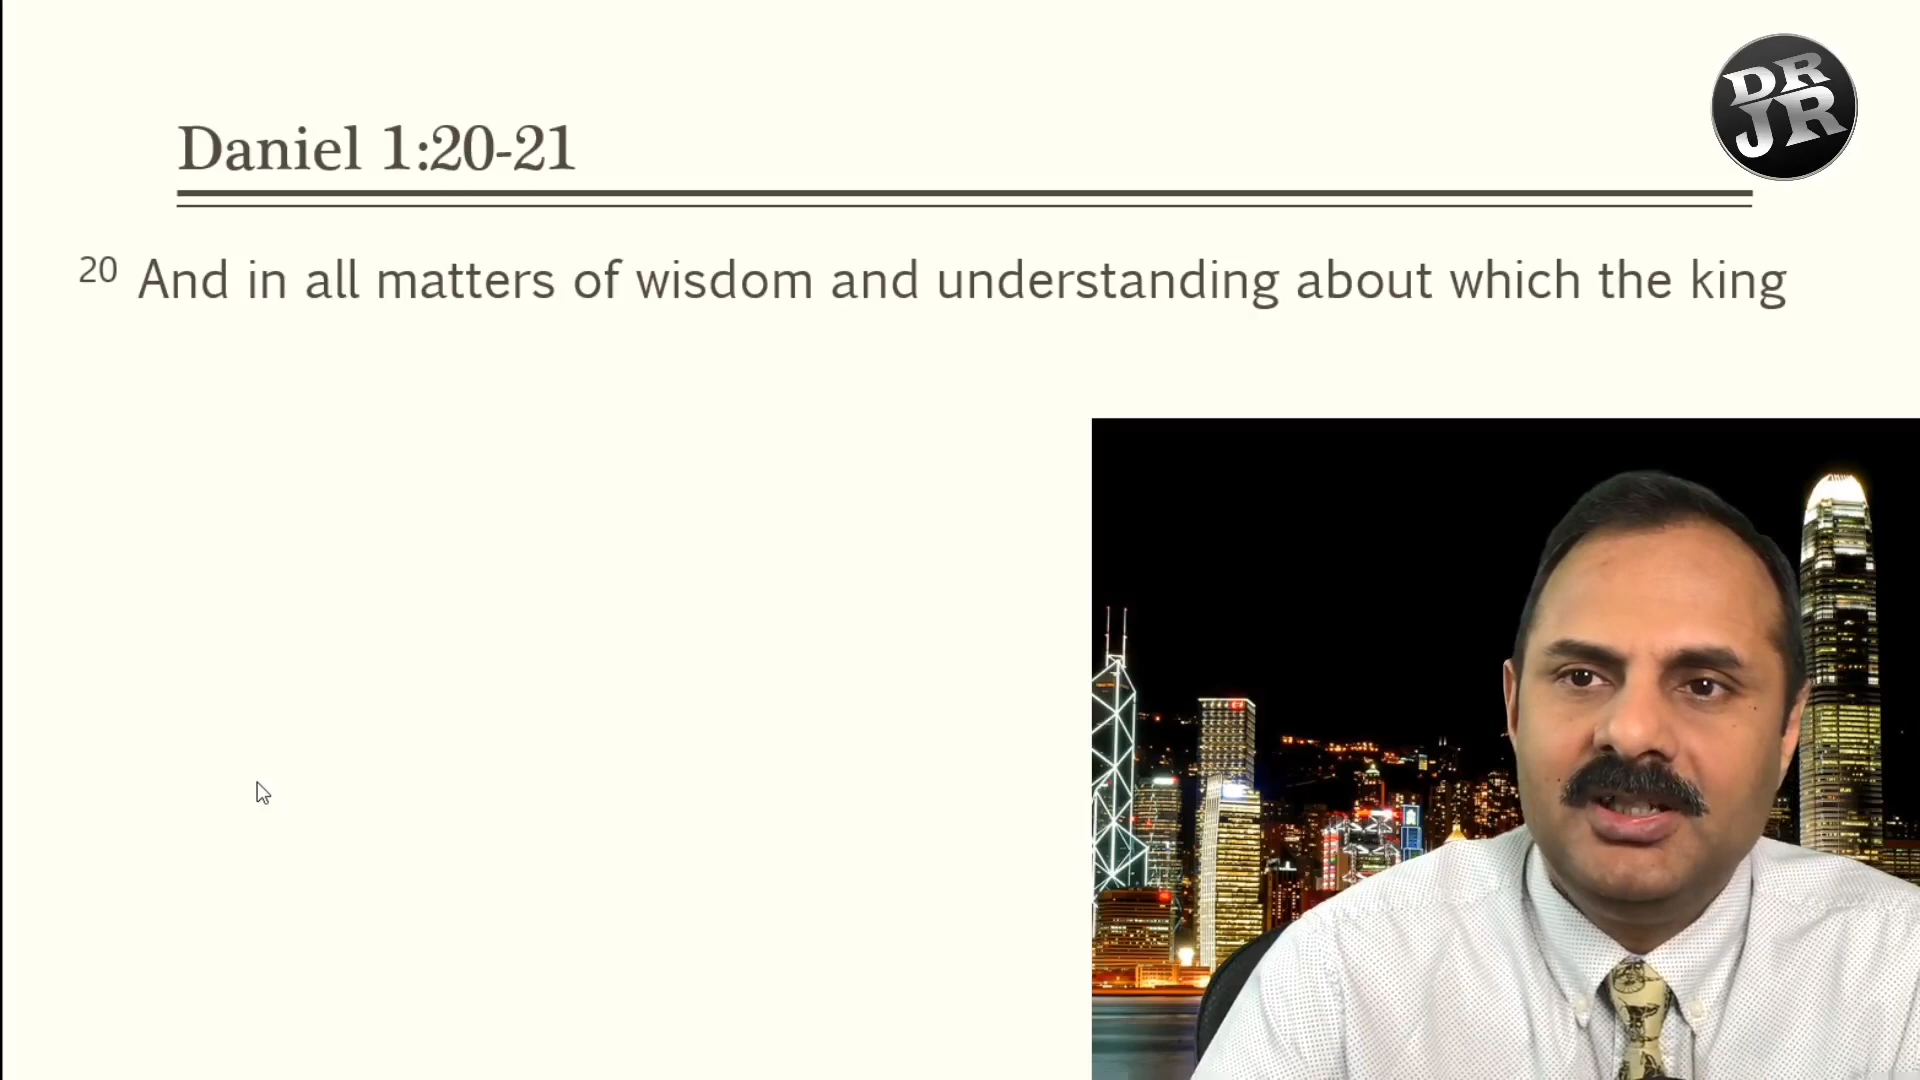 DR
JR
Daniel 1:20-21
20 And in all matters of wisdom and understanding about which the king